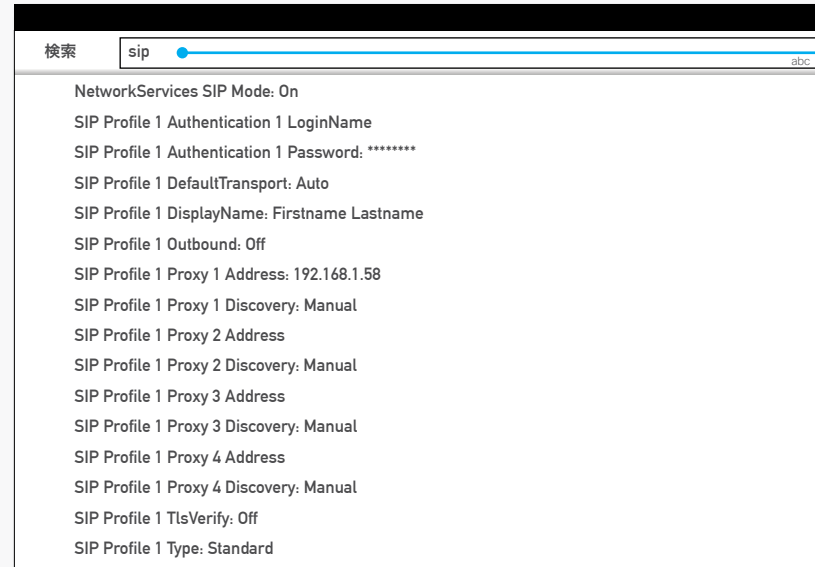 検索 sip
abc
NetworkServices SIP Mode: On
SIP Profile 1 Authentication 1 LoginName
SIP Profile 1 Authentication 1 Password: ********
SIP Profile 1 DefaultTransport: Auto
SIP Profile 1 DisplayName: Firstname Lastname
SIP Profile 1 Outbound: Off
SIP Profile 1 Proxy 1 Address: 192.168.1.58
SIP Profile 1 Proxy 1 Discovery: Manual
SIP Profile 1 Proxy 2 Address
SIP Profile 1 Proxy 2 Discovery: Manual
SIP Profile 1 Proxy 3 Address
SIP Profile 1 Proxy 3 Discovery: Manual
SIP Profile 1 Proxy 4 Address
SIP Profile 1 Proxy 4 Discovery: Manual
SIP Profile 1 TlsVerify: Off
SIP Profile 1 Type: Standard